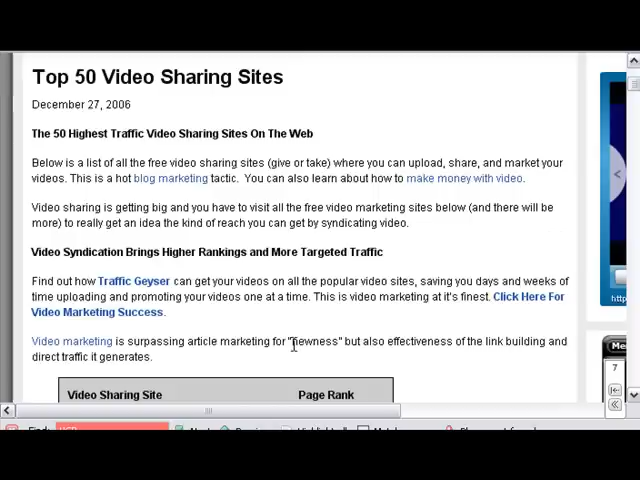 Top 50 Video Sharing Sites
December 27, 2006
The 50 Highest Traffic Video Sharing Sites On The Web
Below is a list of all the free video sharing sites (give or take) where you can upload, share, and market your
videos. This is a hot blog marketing tactic. You can also learn about how to make money with video.
Video sharing is getting big and you have to visit all the free video marketing sites below (and there will be
more) to really get an idea the kind of reach you can get by syndicating video.
Video Syndication Brings Higher Rankings and More Targeted Traffic
Find out how Traffic Geyser can get your videos on all the popular video sites, saving you days and weeks of
time uploading and promoting your videos one at a time. This is video marketing at it's finest. Click Here For
Video Marketing Success.
Video marketing is surpassing article marketing for "newness" but also effectiveness of the link building and
direct traffic it generates.
Video Sharing Site Page Rank
7